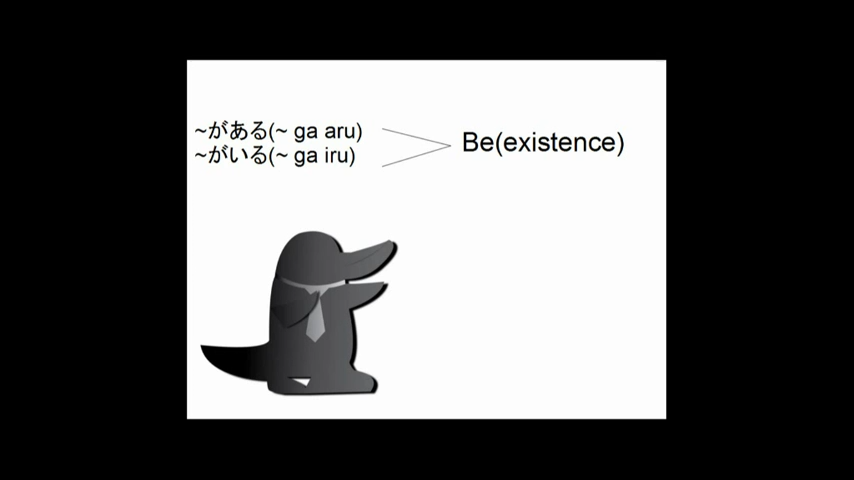 ~がある(~ ga aru)
~がいる(~ ga iru)
Be(existence)